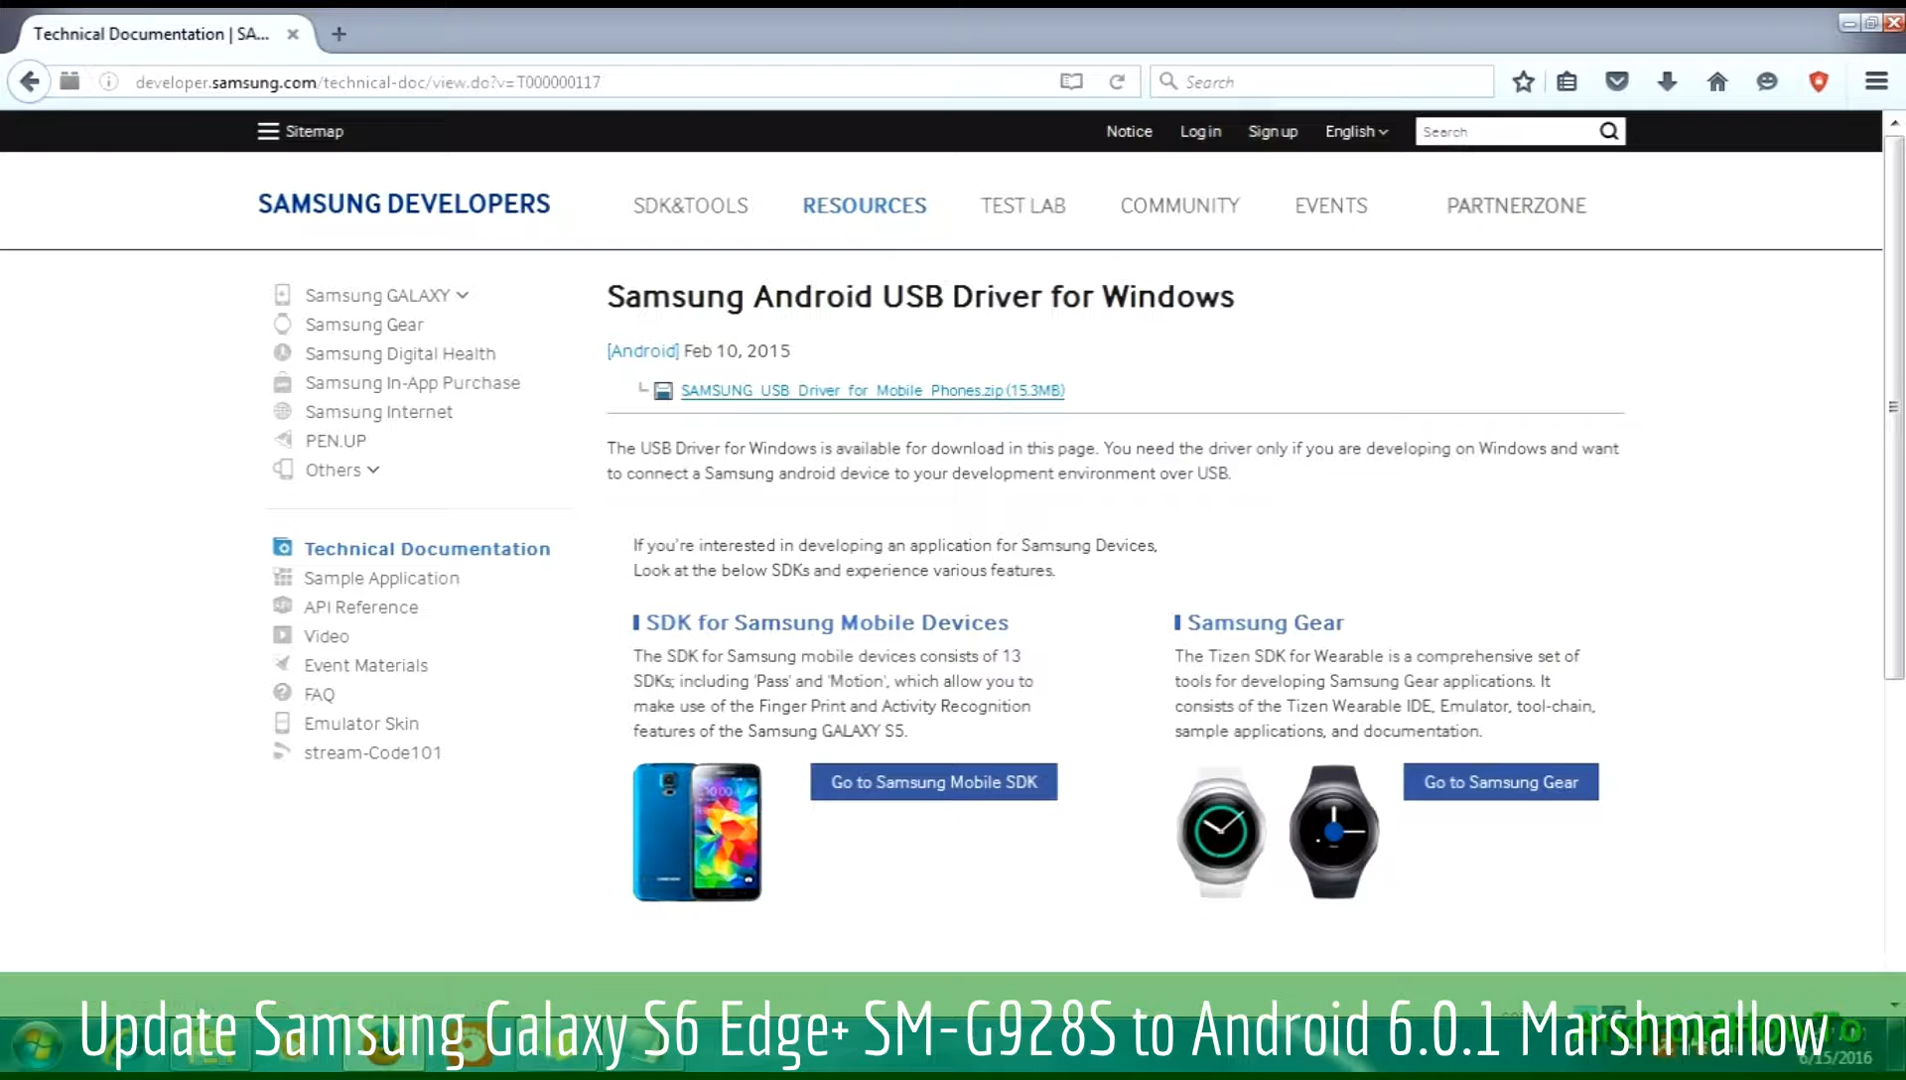 Technical Documentation | SA...
developer.samsung.com/technical-doc/view.do?v=T000000117
Search
Sitemap
Notice
Log in
Sign up
English
Search
SAMSUNG DEVELOPERS
SDK&TOOLS
RESOURCES
TEST LAB
COMMUNITY
EVENTS
PARTNERZONE
Samsung GALAXY
Samsung Gear
Samsung Digital Health
Samsung In-App Purchase
Samsung Internet
PEN.UP
Others
Technical Documentation
Sample Application
API Reference
Video
Event Materials
FAQ
Emulator Skin
stream-Code101
Samsung Android USB Driver for Windows
[Android] Feb 10, 2015
SAMSUNG_USB_Driver_for_Mobile_Phones.zip (15.3MB)
The USB Driver for Windows is available for download in this page. You need the driver only if you are developing on Windows and want
to connect a Samsung android device to your development environment over USB.
If you're interested in developing an application for Samsung Devices,
Look at the below SDKs and experience various features.
SDK for Samsung Mobile Devices
The SDK for Samsung mobile devices consists of 13
SDKs; including 'Pass' and 'Motion', which allow you to
make use of the Finger Print and Activity Recognition
features of the Samsung GALAXY S5.
Go to Samsung Mobile SDK
Samsung Gear
The Tizen SDK for Wearable is a comprehensive set of
tools for developing Samsung Gear applications. It
consists of the Tizen Wearable IDE, Emulator, tool-chain,
sample applications, and documentation.
Go to Samsung Gear
Update Samsung Galaxy S6 Edge+ SM-G928S to Android 6.0.1 Marshmallow
6/15/2016